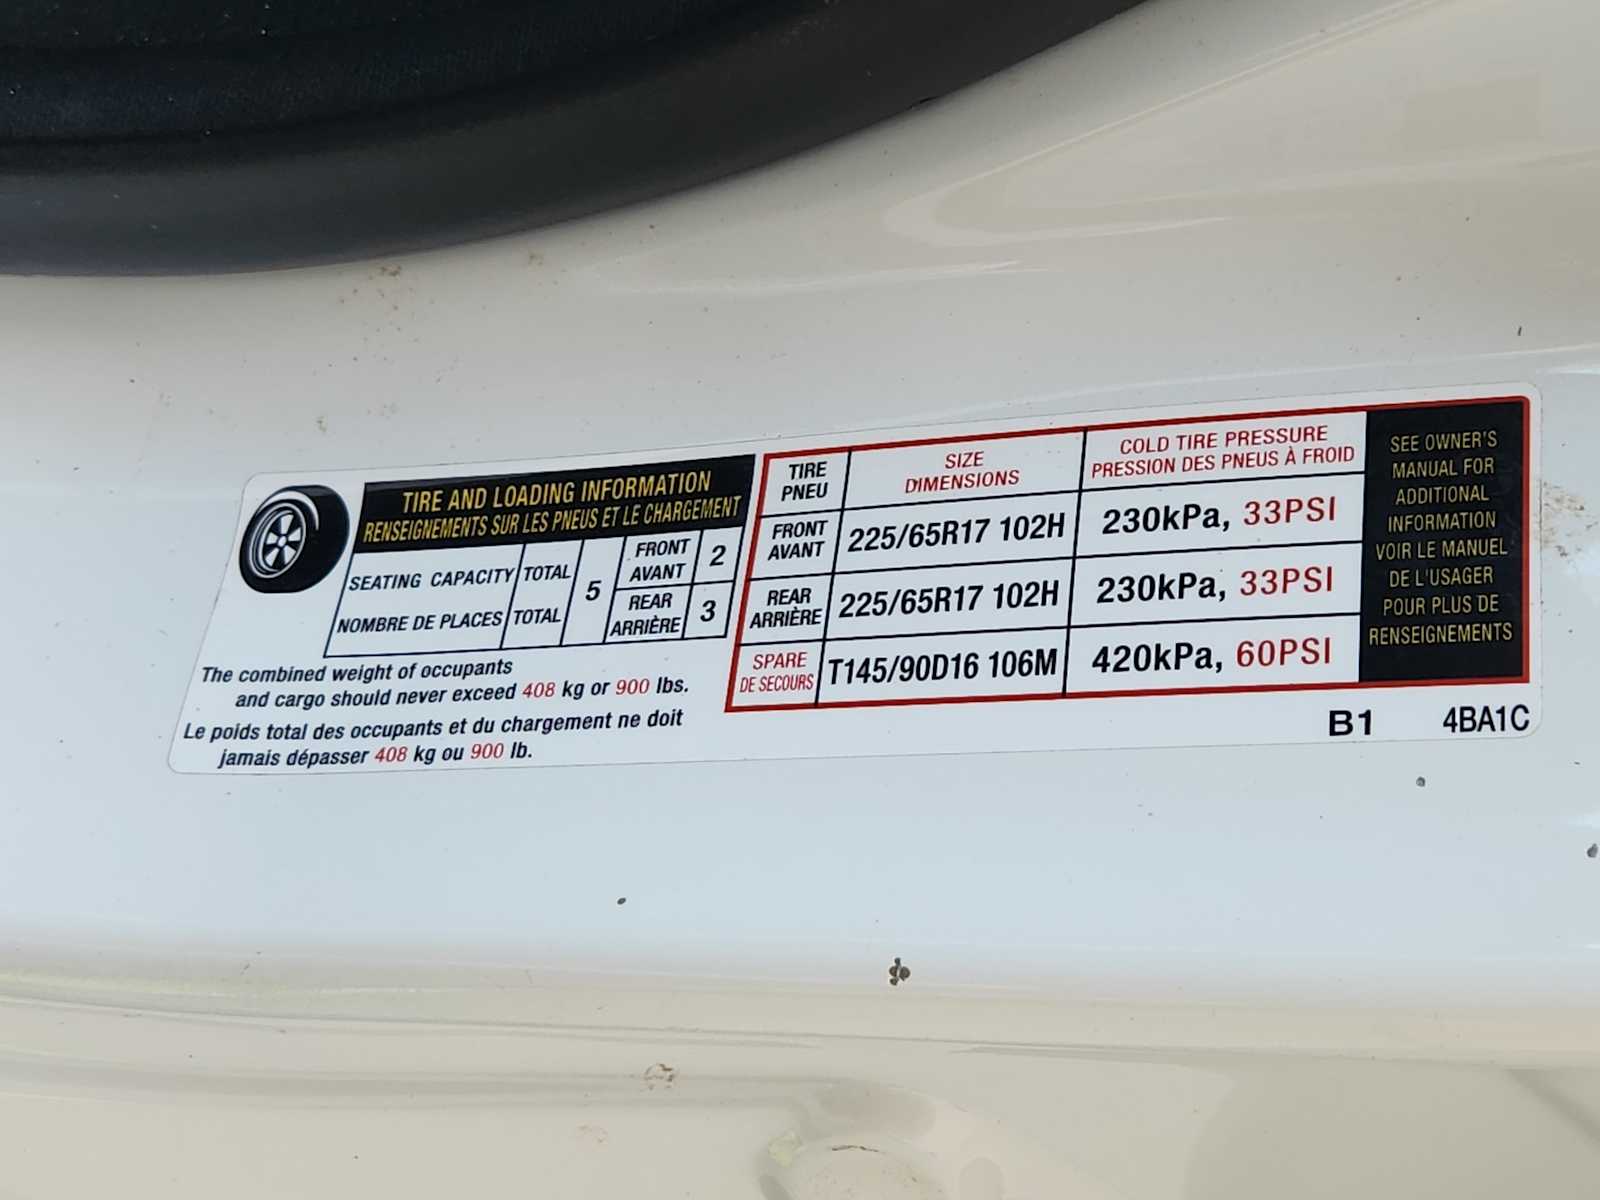 TIRE AND LOADING INFORMATION
RENSEIGNEMENTS SUR LES PNEUS ET LE CHARGEMENT
SEATING CAPACITY TOTAL 5 FRONT AVANT 2
NOMBRE DE PLACES TOTAL REAR ARRIÈRE 3
The combined weight of occupants
and cargo should never exceed 408 kg or 900 lbs.
Le poids total des occupants et du chargement ne doit
jamais dépasser 408 kg ou 900 lb.
TIRE PNEU SIZE DIMENSIONS COLD TIRE PRESSURE PRESSION DES PNEUS À FROID
FRONT AVANT 225/65R17 102H 230kPa, 33PSI
REAR ARRIÈRE 225/65R17 102H 230kPa, 33PSI
SPARE DE SECOURS T145/90D16 106M 420kPa, 60PSI
SEE OWNER'S
MANUAL FOR
ADDITIONAL
INFORMATION
VOIR LE MANUEL
DE L'USAGER
POUR PLUS DE
RENSEIGNEMENTS
B1 4BA1C